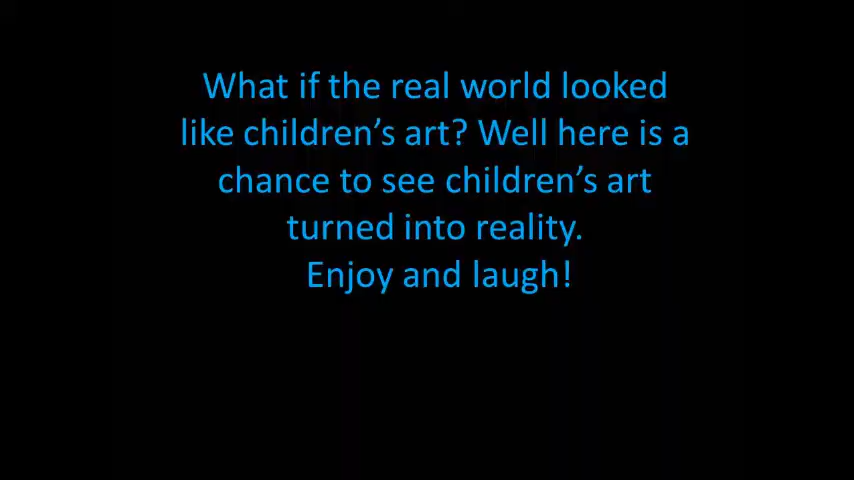 What if the real world looked
like children’s art? Well here is a
chance to see children’s art
turned into reality.
Enjoy and laugh!